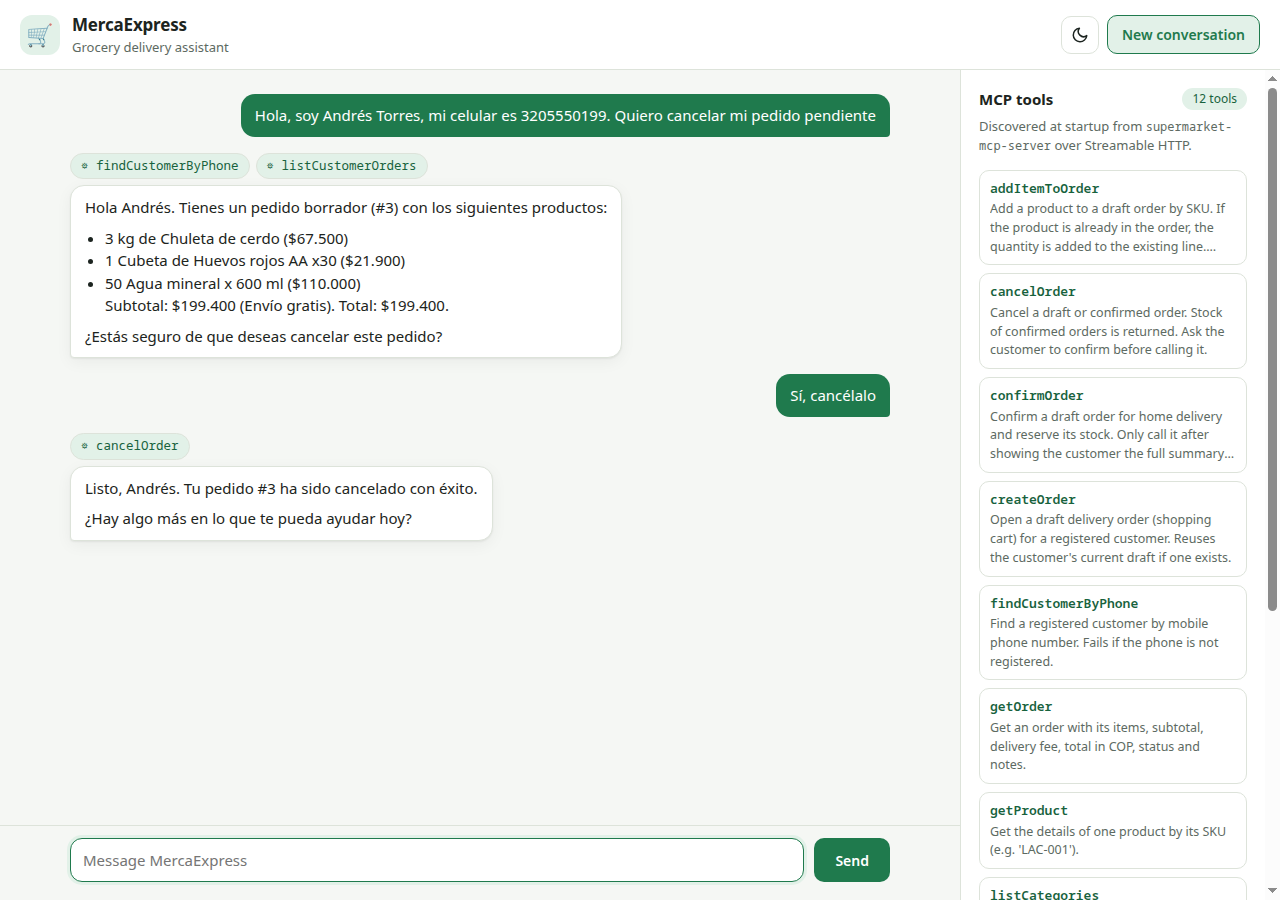 MercaExpress
Grocery delivery assistant
New conversation
Hola, soy Andrés Torres, mi celular es 3205550199. Quiero cancelar mi pedido pendiente
findCustomerByPhone
listCustomerOrders
Hola Andrés. Tienes un pedido borrador (#3) con los siguientes productos:
• 3 kg de Chuleta de cerdo ($67.500)
• 1 Cubeta de Huevos rojos AA x30 ($21.900)
• 50 Agua mineral x 600 ml ($110.000)
Subtotal: $199.400 (Envío gratis). Total: $199.400.
¿Estás seguro de que deseas cancelar este pedido?
Sí, cancélalo
cancelOrder
Listo, Andrés. Tu pedido #3 ha sido cancelado con éxito.
¿Hay algo más en lo que te pueda ayudar hoy?
Message MercaExpress
Send
MCP tools
12 tools
Discovered at startup from supermarket-
mcp-server over Streamable HTTP.
addItemToOrder
Add a product to a draft order by SKU. If
the product is already in the order, the
quantity is added to the existing line....
cancelOrder
Cancel a draft or confirmed order. Stock
of confirmed orders is returned. Ask the
customer to confirm before calling it.
confirmOrder
Confirm a draft order for home delivery
and reserve its stock. Only call it after
showing the customer the full summary...
createOrder
Open a draft delivery order (shopping
cart) for a registered customer. Reuses
the customer's current draft if one exists.
findCustomerByPhone
Find a registered customer by mobile
phone number. Fails if the phone is not
registered.
getOrder
Get an order with its items, subtotal,
delivery fee, total in COP, status and
notes.
getProduct
Get the details of one product by its SKU
(e.g. 'LAC-001').
listCategories